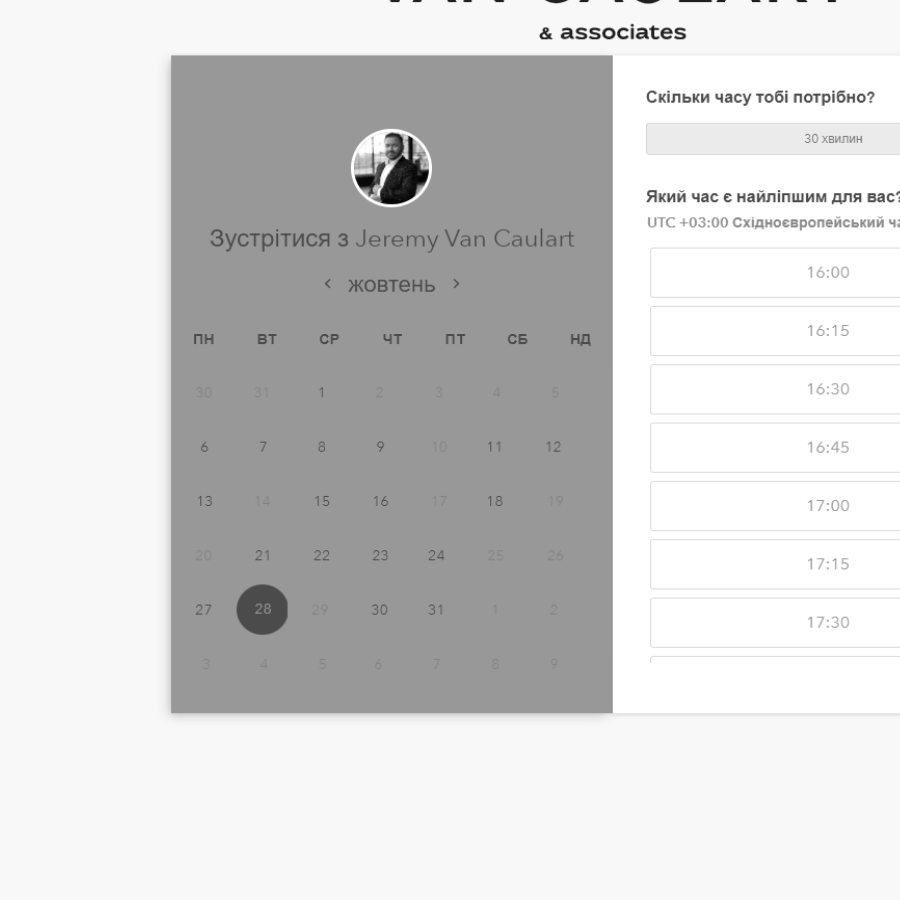 VAN CAULART
& associates
Зустрітися з Jeremy Van Caulart
жовтень
ПН ВТ СР ЧТ ПТ СБ НД
30 31 1 2 3 4 5
6 7 8 9 10 11 12
13 14 15 16 17 18 19
20 21 22 23 24 25 26
27 28 29 30 31 1 2
3 4 5 6 7 8 9
Скільки часу тобі потрібно?
30 хвилин
Який час є найліпшим для вас?
UTC +03:00 Східноєвропейський
16:00
16:15
16:30
16:45
17:00
17:15
17:30